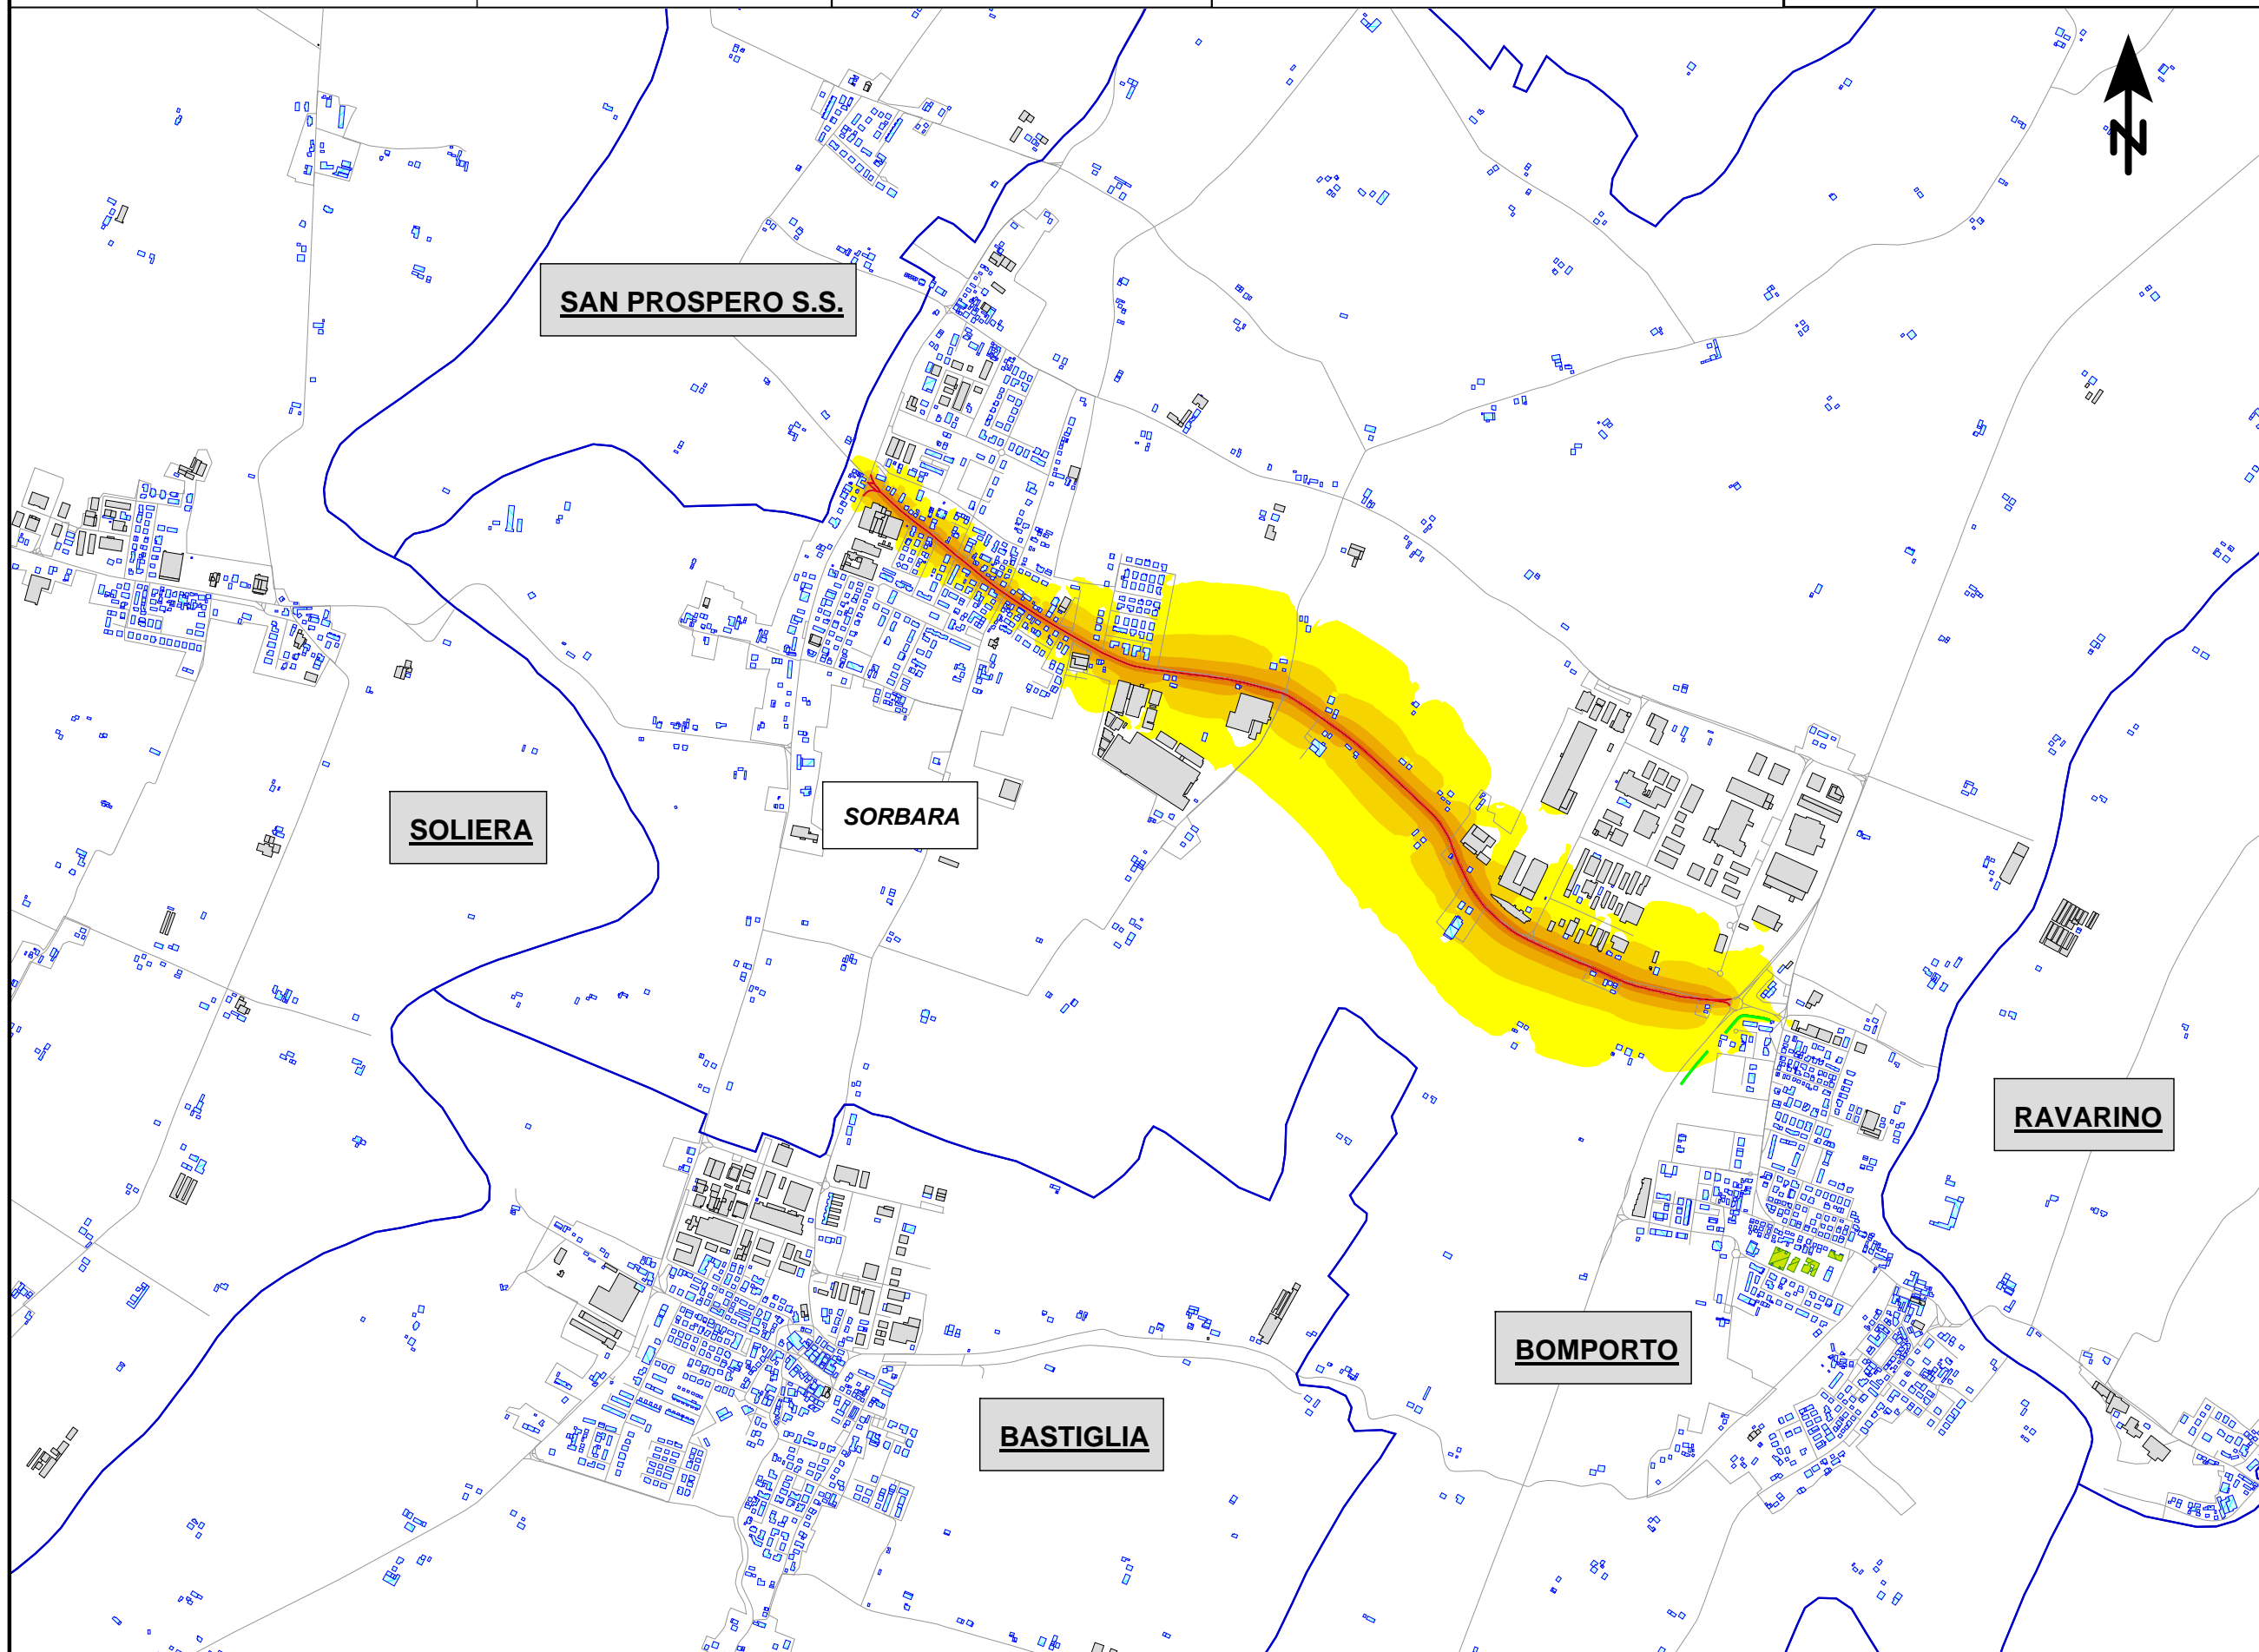 SAN PROSPERO S.S.
SOLIERA
SORBARA
RAVARINO
BOMPORTO
BASTIGLIA
N